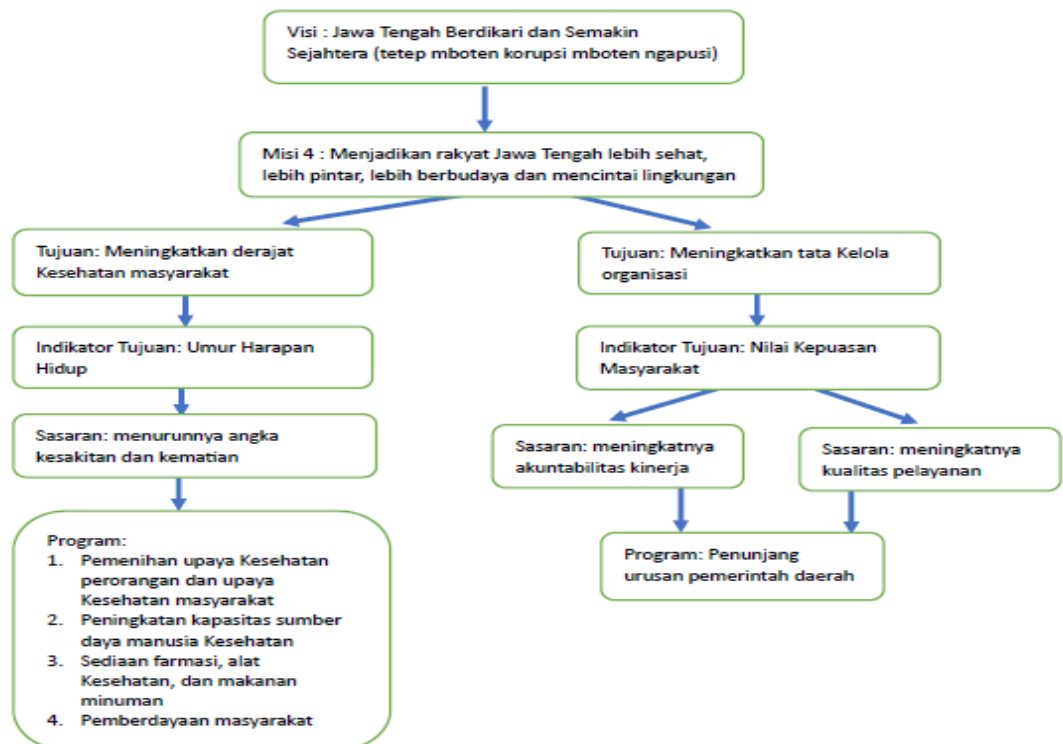 Visi : Jawa Tengah Berdikari dan Semakin
Sejahtera (tetep mboten korupsi mboten ngapusi)
Misi 4 : Menjadikan rakyat Jawa Tengah lebih sehat,
lebih pintar, lebih berbudaya dan mencintai lingkungan
Tujuan: Meningkatkan derajat
Kesehatan masyarakat
Indikator Tujuan: Umur Harapan
Hidup
Sasaran: menurunnya angka
kesakitan dan kematian
Program:
1. Pemenihan upaya Kesehatan
perorangan dan upaya
Kesehatan masyarakat
2. Peningkatan kapasitas sumber
daya manusia Kesehatan
3. Sediaan farmasi, alat
Kesehatan, dan makanan
minuman
4. Pemberdayaan masyarakat
Tujuan: Meningkatkan tata Kelola
organisasi
Indikator Tujuan: Nilai Kepuasan
Masyarakat
Sasaran: meningkatnya
akuntabilitas kinerja
Sasaran: meningkatnya
kualitas pelayanan
Program: Penunjang
urusan pemerintah daerah